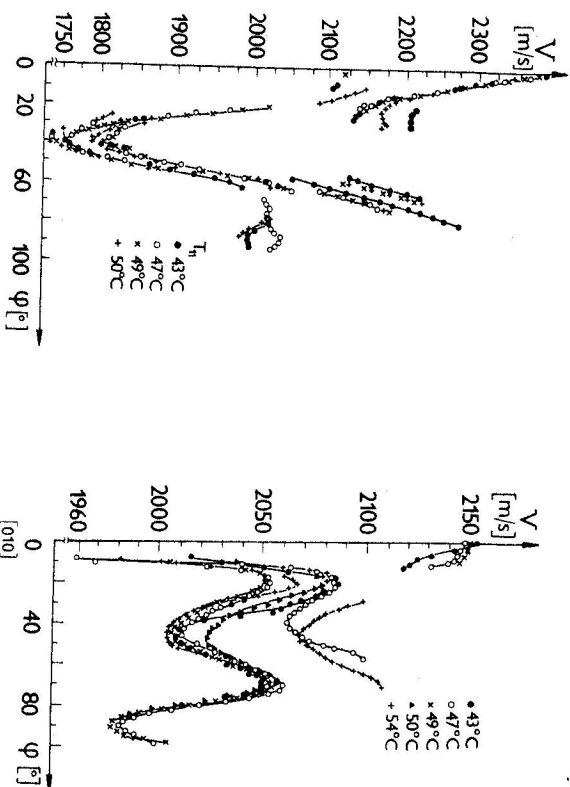 V
[m/s]
2300
2200
2100
2000
1900
1800
1750
0
20
60
100
φ[°]
• 43°C
○ 47°C
× 49°C
+ 50°C
V
[m/s]
2150
2100
2050
2000
1960
0
40
80
φ[°]
[010]
• 43°C
○ 47°C
× 49°C
▲ 50°C
+ 54°C